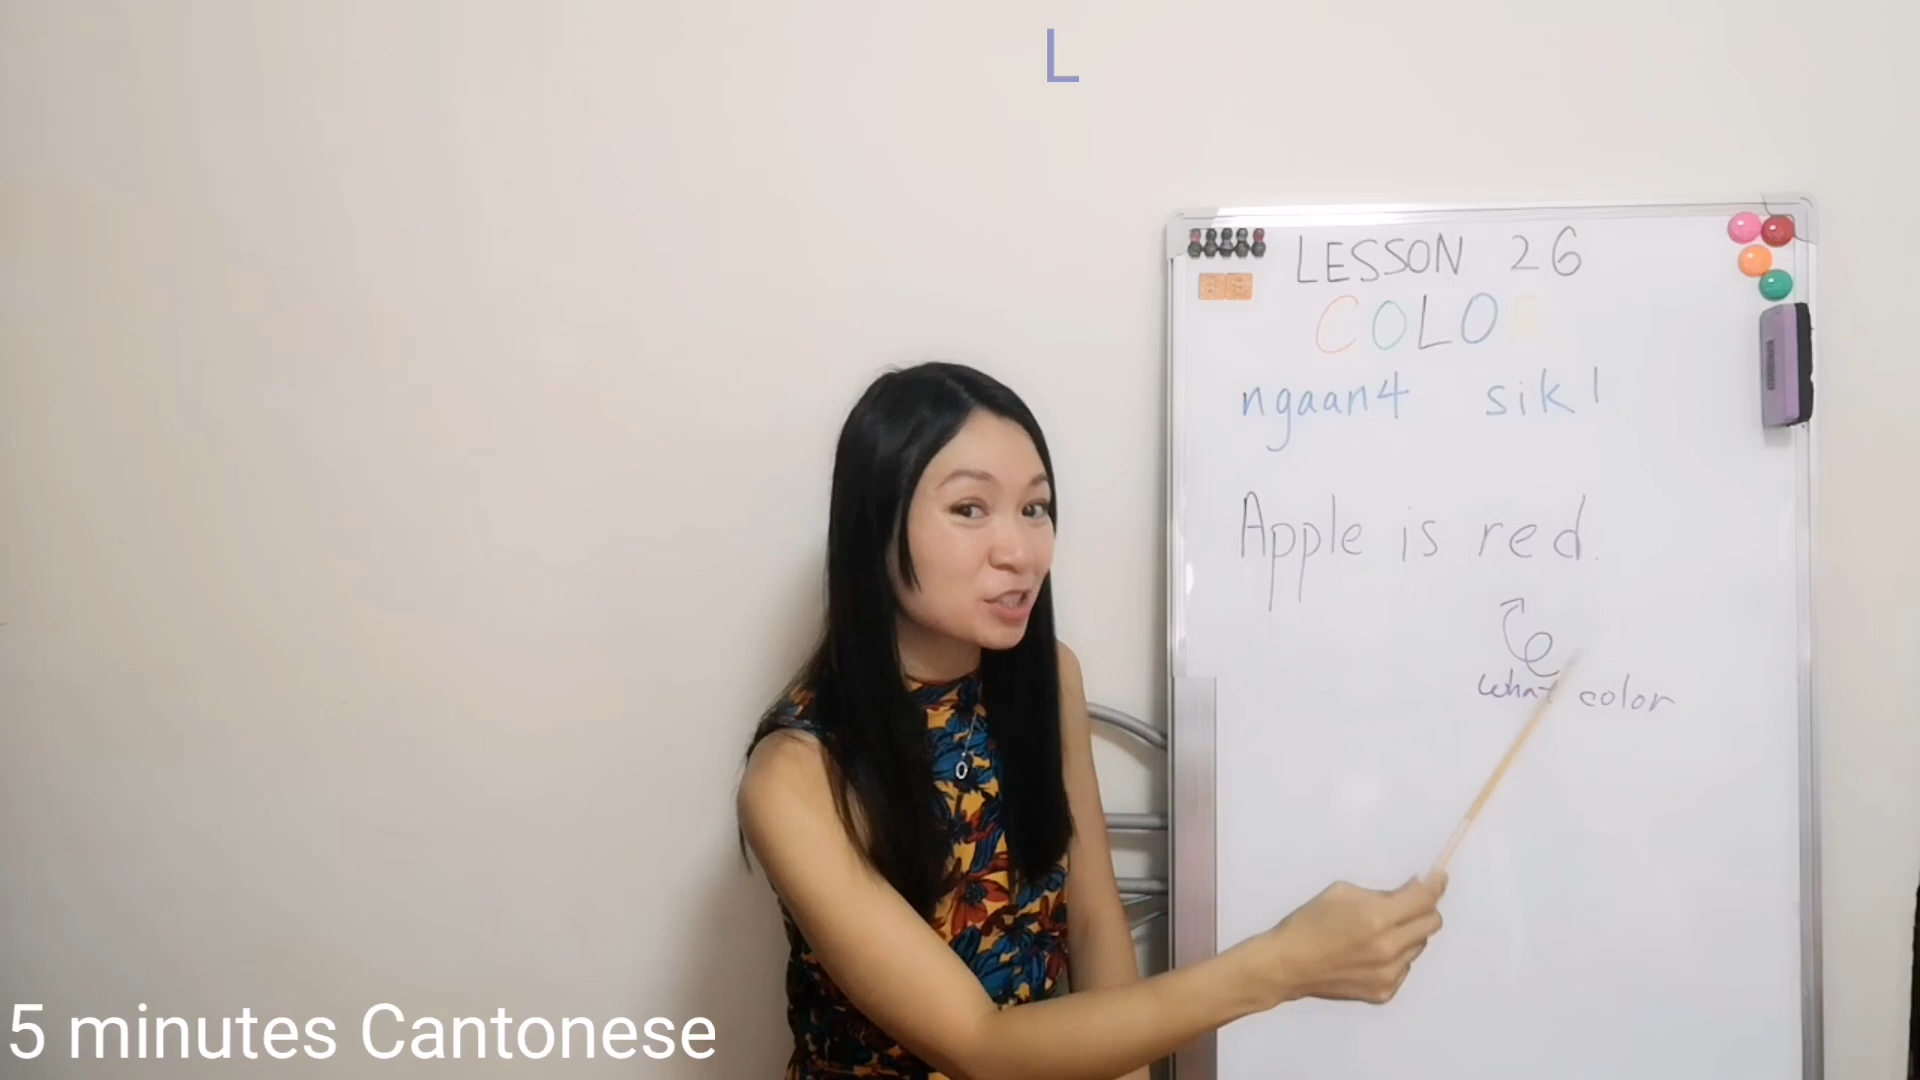 L
LESSON 26
COLOR
ngaan4 sik1
Apple is red.
what color
5 minutes Cantonese